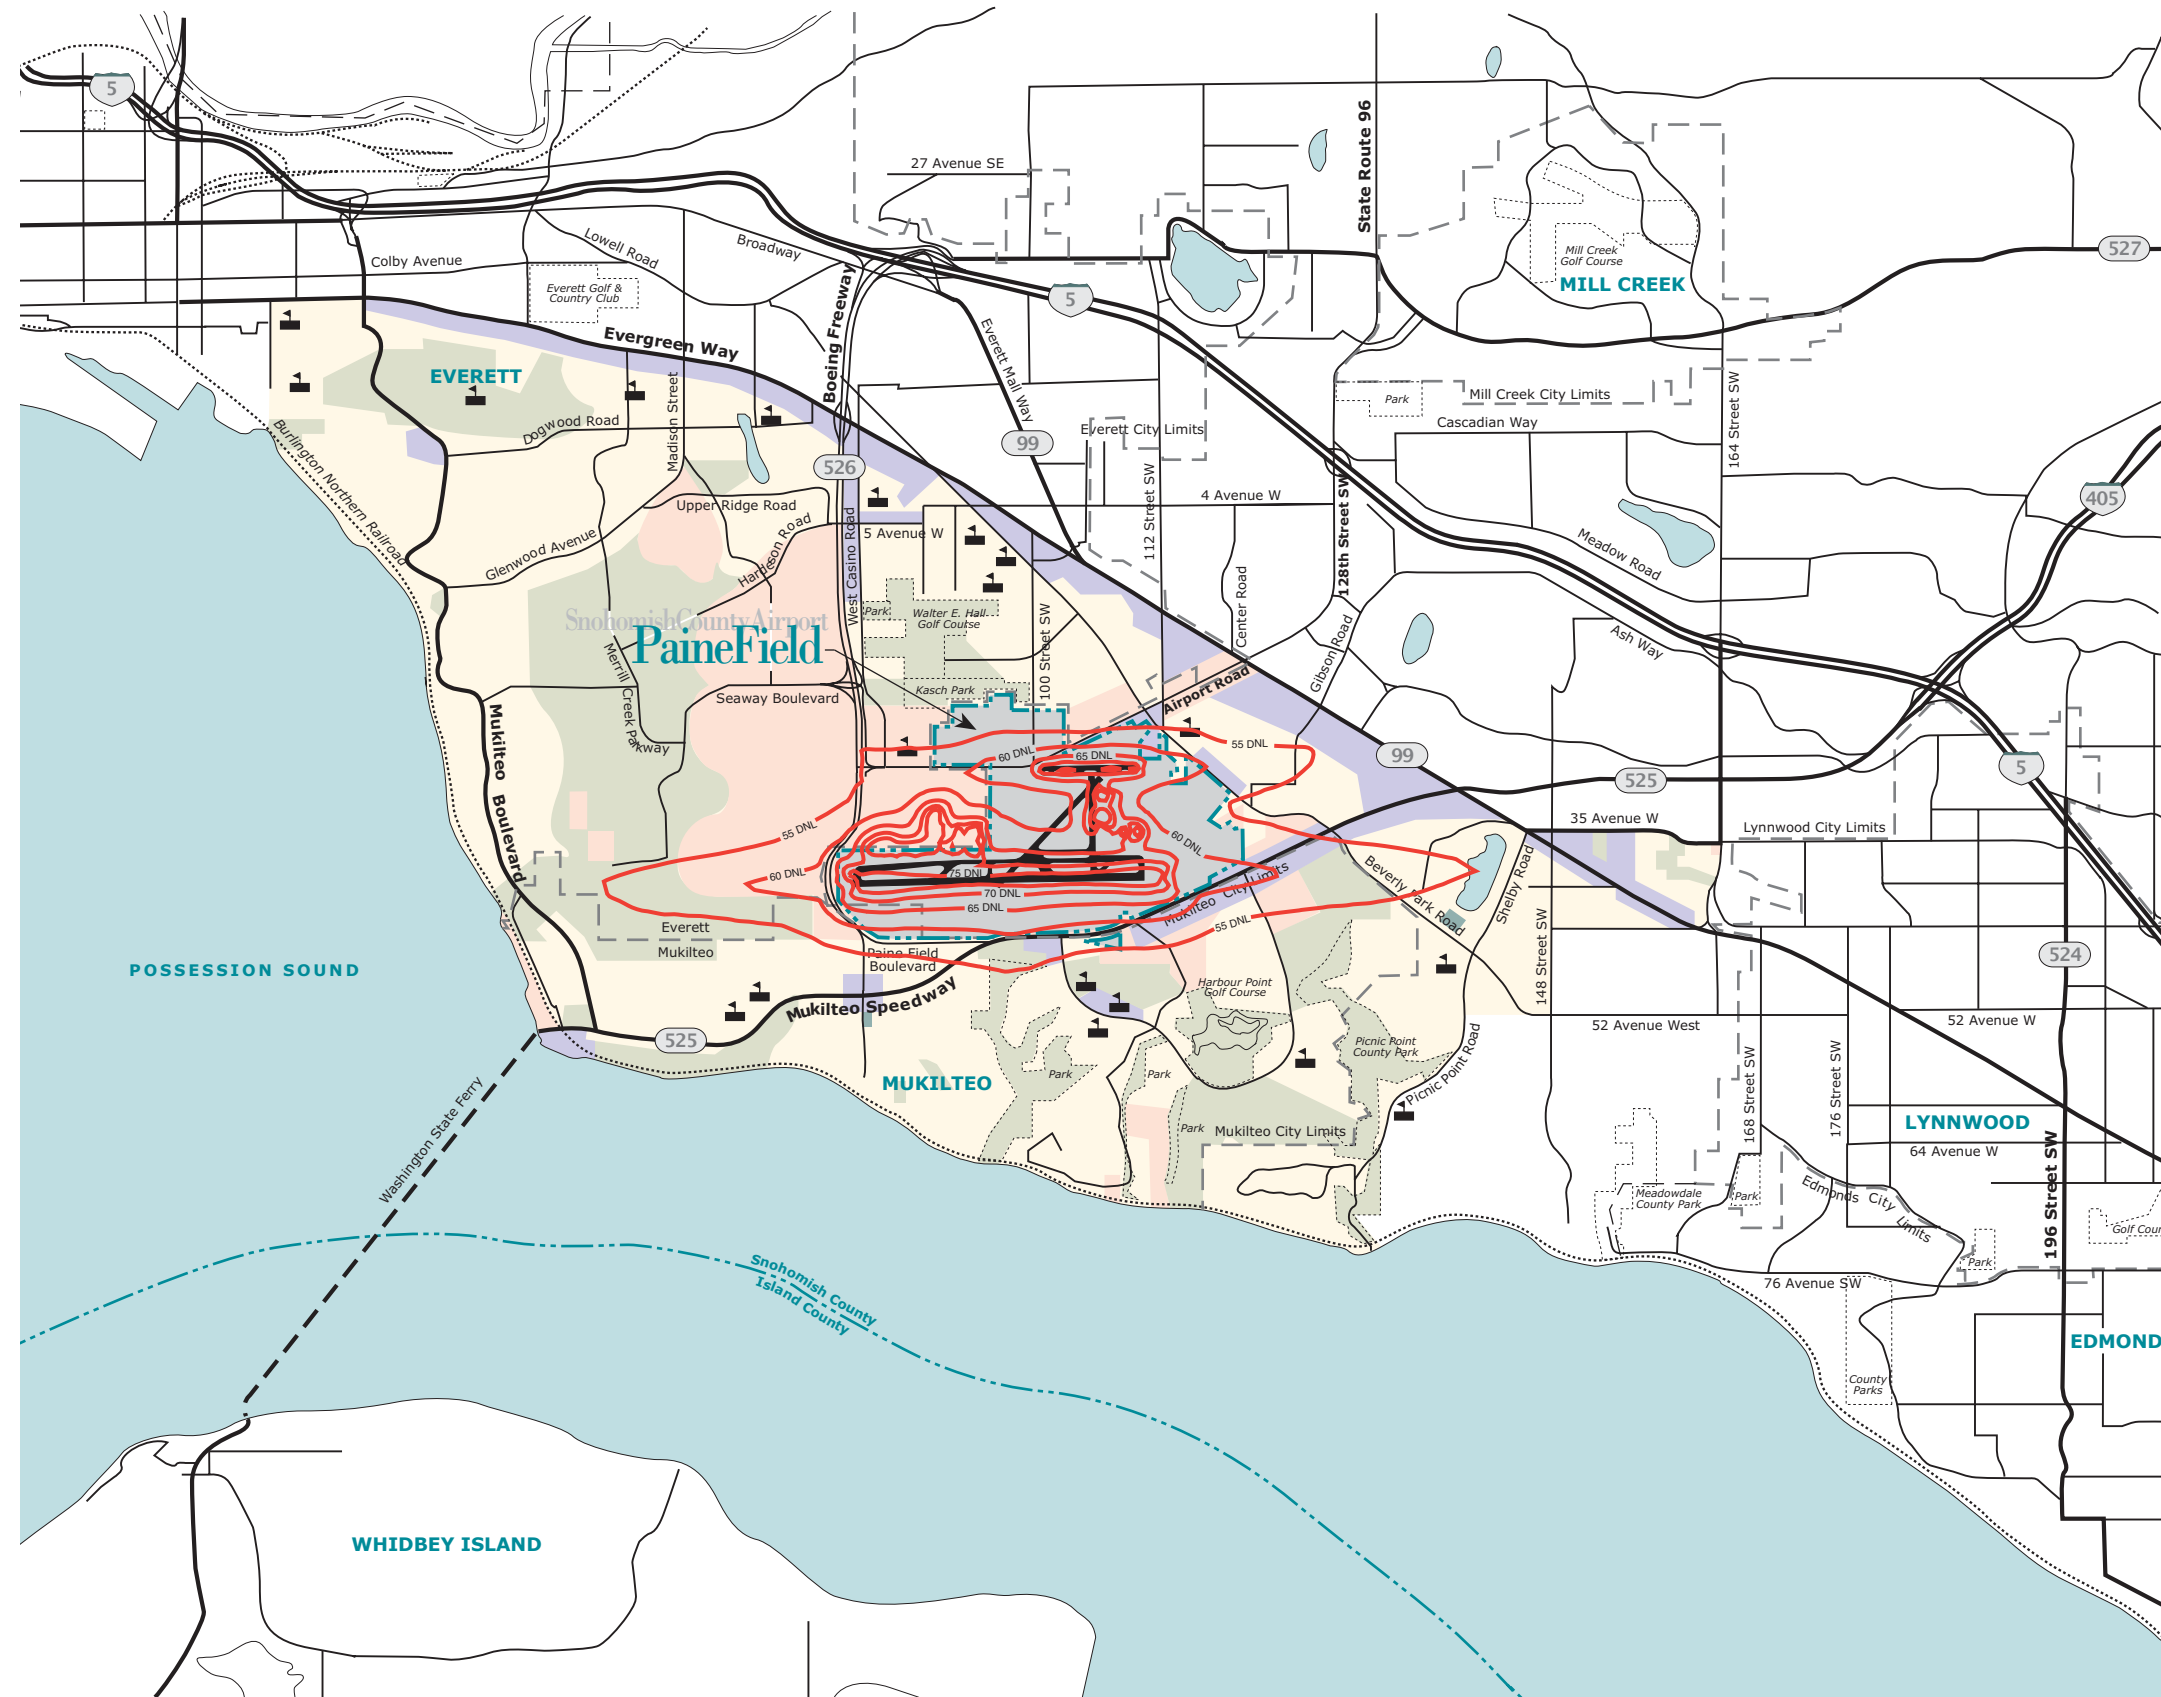 5
27 Avenue SE
State Route 96
Lowell Road
Broadway
Colby Avenue
Mill Creek
Golf Course
MILL CREEK
527
Everett Golf &
Country Club
Boeing Freway
5
Evergreen Way
Everett Mall Way
EVERETT
Madison Street
Park
Mill Creek City Limits
164 Street SW
Cascadian Way
Dogwood Road
Everett City Limits
99
526
Burlington Northern Railroad
112 Street SW
128th Street SW
4 Avenue W
405
Upper Ridge Road
Hardeson Road
West Casino Road
5 Avenue W
Glenwood Avenue
Meadow Road
Center Road
Park
Walter E. Hall
Golf Course
Snohomish County Airport
PaineField
100 Street SW
Gibson Road
Ash Way
Merrill Creek Parkway
Kasch Park
Seaway Boulevard
Airport Road
Mukilteo Boulevard
60 DNL
65 DNL
55 DNL
99
525
5
55 DNL
60 DNL
35 Avenue W
Lynnwood City Limits
60 DNL
75 DNL
70 DNL
65 DNL
Mukilteo City Limits
Beverly Park Road
Shelby Road
55 DNL
148 Street SW
Everett
Mukilteo
Paine Field
Boulevard
524
POSSESSION SOUND
Mukilteo Speedway
Harbour Point
Golf Course
525
52 Avenue West
52 Avenue W
Picnic Point
County Park
Picnic Point Road
MUKILTEO
Park
Park
168 Street SW
176 Street SW
LYNNWOOD
Park
Mukilteo City Limits
64 Avenue W
196 Street SW
Washington State Ferry
Meadowdale
County Park
Park
Edmonds City Limits
Golf Cour
Park
Snohomish County
Island County
76 Avenue SW
EDMOND
County
Parks
WHIDBEY ISLAND